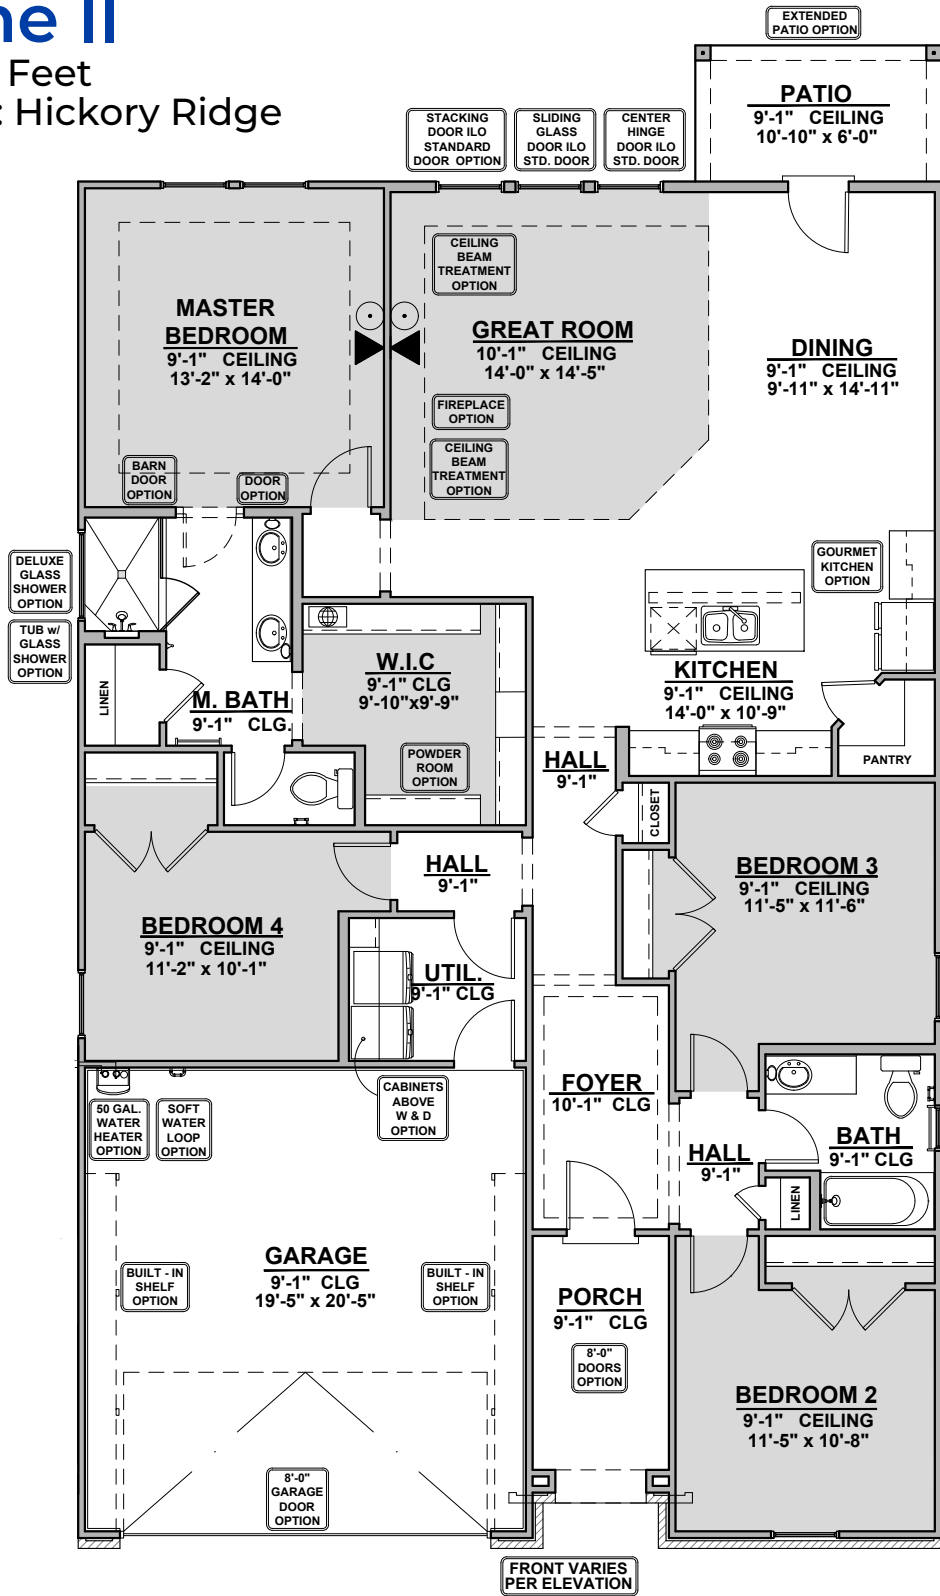 ne II
Feet
: Hickory Ridge
EXTENDED
PATIO OPTION
PATIO
9'-1" CEILING
10'-10" x 6'-0"
STACKING
DOOR ILO
STANDARD
DOOR OPTION
SLIDING
GLASS
DOOR ILO
STD. DOOR
CENTER
HINGE
DOOR ILO
STD. DOOR
MASTER
BEDROOM
9'-1" CEILING
13'-2" x 14'-0"
CEILING
BEAM
TREATMENT
OPTION
GREAT ROOM
10'-1" CEILING
14'-0" x 14'-5"
DINING
9'-1" CEILING
9'-11" x 14'-11"
FIREPLACE
OPTION
CEILING
BEAM
TREATMENT
OPTION
BARN
DOOR
OPTION
DOOR
OPTION
DELUXE
GLASS
SHOWER
OPTION
TUB w/
GLASS
SHOWER
OPTION
GOURMET
KITCHEN
OPTION
LINEN
M. BATH
9'-1" CLG.
W.I.C
9'-1" CLG
9'-10"x9'-9"
POWDER
ROOM
OPTION
KITCHEN
9'-1" CEILING
14'-0" x 10'-9"
PANTRY
HALL
9'-1"
CLOSET
HALL
9'-1"
BEDROOM 3
9'-1" CEILING
11'-5" x 11'-6"
BEDROOM 4
9'-1" CEILING
11'-2" x 10'-1"
UTIL.
9'-1" CLG
50 GAL.
WATER
HEATER
OPTION
SOFT
WATER
LOOP
OPTION
CABINETS
ABOVE
W & D
OPTION
FOYER
10'-1" CLG
HALL
9'-1"
BATH
9'-1" CLG
LINEN
GARAGE
9'-1" CLG
19'-5" x 20'-5"
BUILT - IN
SHELF
OPTION
BUILT - IN
SHELF
OPTION
PORCH
9'-1" CLG
8'-0"
DOORS
OPTION
BEDROOM 2
9'-1" CEILING
11'-5" x 10'-8"
8'-0"
GARAGE
DOOR
OPTION
FRONT VARIES
PER ELEVATION